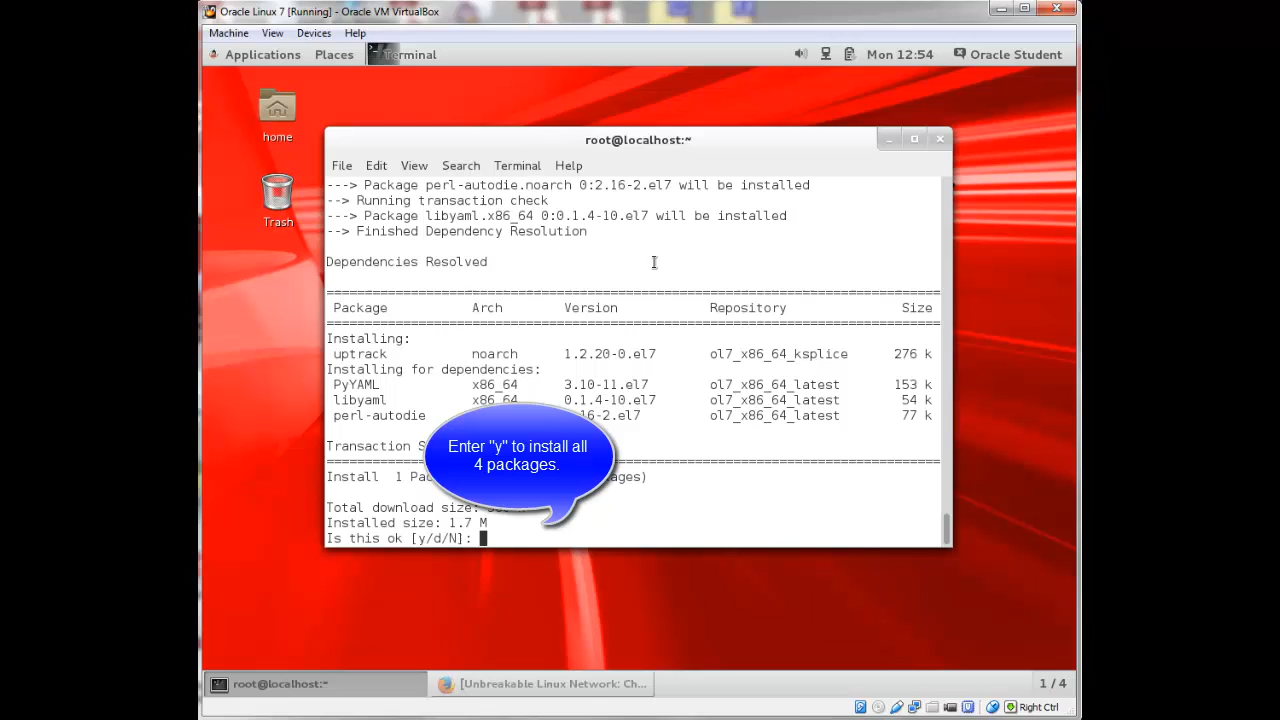 Oracle Linux 7 [Running] - Oracle VM VirtualBox
Machine View Devices Help
Applications Places Terminal Mon 12:54 Oracle Student
home
Trash
root@localhost:~
File Edit View Search Terminal Help
---> Package perl-autodie.noarch 0:2.16-2.el7 will be installed
--> Running transaction check
---> Package libyaml.x86_64 0:0.1.4-10.el7 will be installed
--> Finished Dependency Resolution
Dependencies Resolved
================================================================================
Package Arch Version Repository Size
================================================================================
Installing:
uptrack noarch 1.2.20-0.el7 ol7_x86_64_ksplice 276 k
Installing for dependencies:
PyYAML x86_64 3.10-11.el7 ol7_x86_64_latest 153 k
libyaml x86_64 0.1.4-10.el7 ol7_x86_64_latest 54 k
perl-autodie 16-2.el7 ol7_x86_64_latest 77 k
Transaction S
================================================================================
Install 1 Pac ages)
Total download size:
Installed size: 1.7 M
Is this ok [y/d/N]:
Enter "y" to install all
4 packages.
root@localhost:~
[Unbreakable Linux Network: Ch...
1 / 4
Right Ctrl